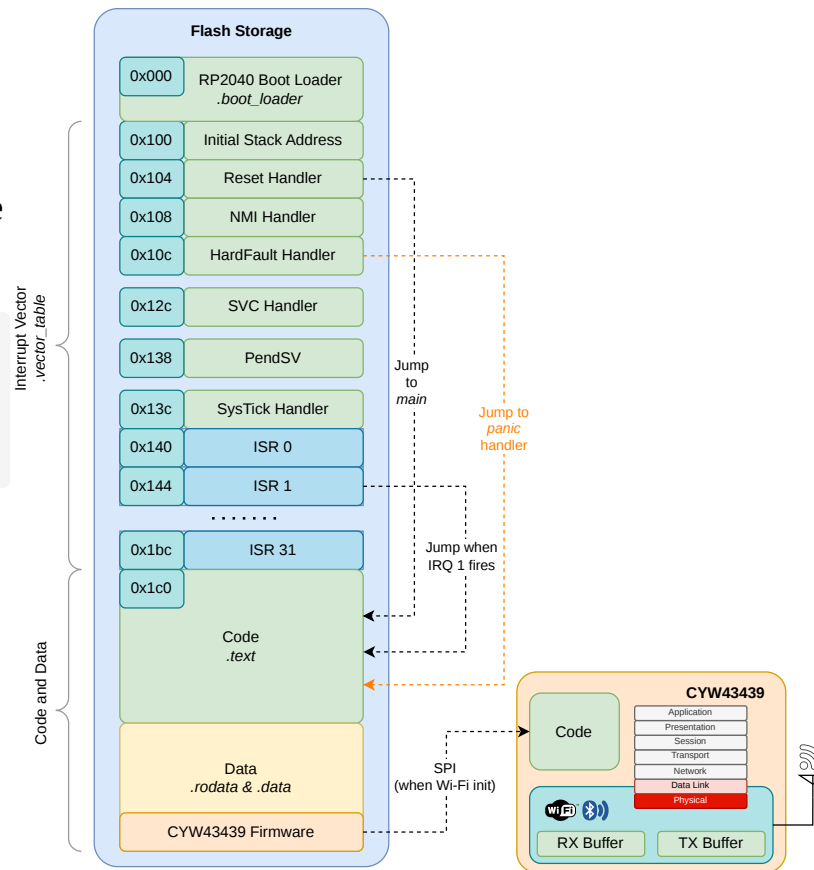 Flash Storage
0x000
RP2040 Boot Loader
.boot_loader
0x100
Initial Stack Address
0x104
Reset Handler
0x108
NMI Handler
0x10c
HardFault Handler
0x12c
SVC Handler
0x138
PendSV
0x13c
SysTick Handler
0x140
ISR 0
0x144
ISR 1
.......
0x1bc
ISR 31
0x1c0
Code
.text
Data
.rodata & .data
CYW43439 Firmware
Interrupt Vector
.vector_table
Code and Data
Jump
to
main
Jump to
panic
handler
Jump when
IRQ 1 fires
SPI
(when Wi-Fi init)
CYW43439
Code
Application
Presentation
Session
Transport
Network
Data Link
Physical
WiFi
RX Buffer
TX Buffer
e